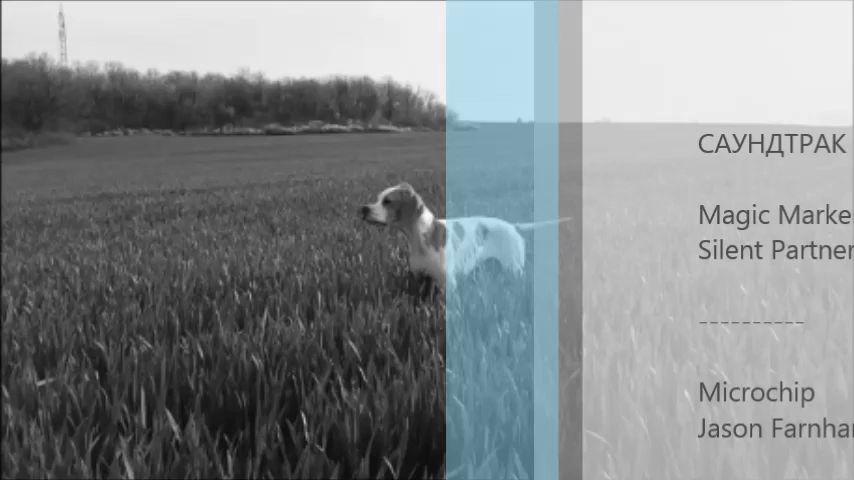 САУНДТРАК
Magic Marke
Silent Partner
----------
Microchip
Jason Farnha